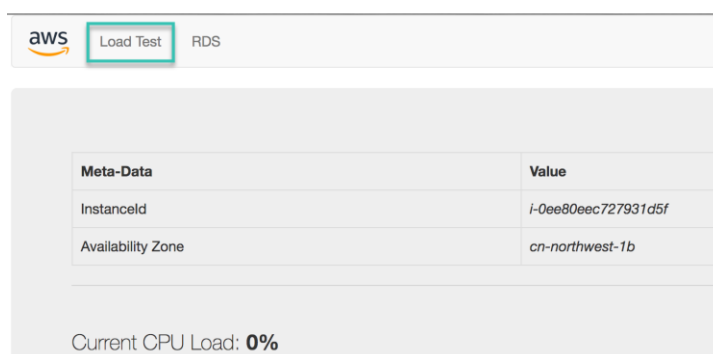 aws Load Test RDS
Meta-Data Value
InstanceId i-0ee80eec727931d5f
Availability Zone cn-northwest-1b
Current CPU Load: 0%